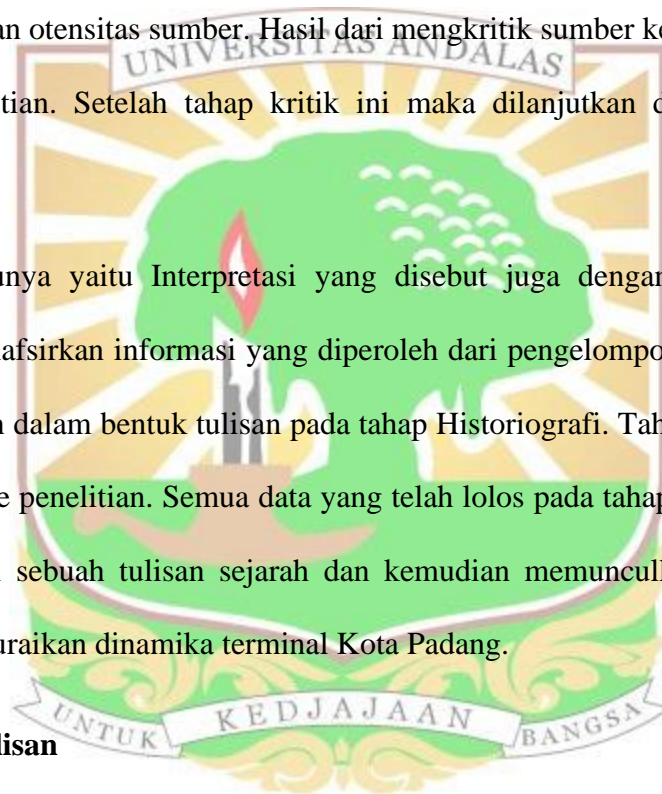 an otensitas sumber. Hasil dari mengkritik sumber ke
UNIVERSITAS ANDALAS
tian. Setelah tahap kritik ini maka dilanjutkan d
unya yaitu Interpretasi yang disebut juga dengan
afsirkan informasi yang diperoleh dari pengelompo
n dalam bentuk tulisan pada tahap Historiografi. Tah
e penelitian. Semua data yang telah lolos pada tahap
sebuah tulisan sejarah dan kemudian memuncul
uraikan dinamika terminal Kota Padang.
UNTUK KEDJAJAAN BANGSA
lisan